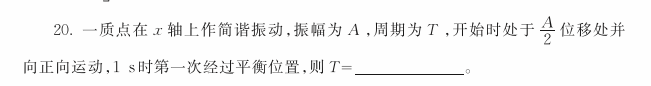 20. 一质点在 x 轴上作简谐振动,振幅为 A ,周期为 T ,开始时处于 A/2 位移处并
向正向运动,1 s时第一次经过平衡位置,则 T=__________。